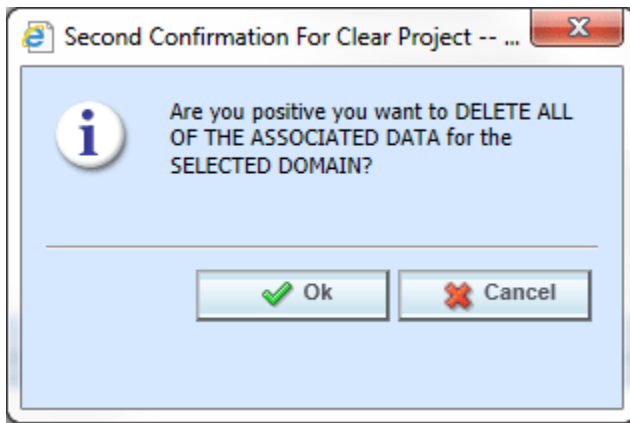 Second Confirmation For Clear Project -- ...
Are you positive you want to DELETE ALL
OF THE ASSOCIATED DATA for the
SELECTED DOMAIN?
Ok
Cancel